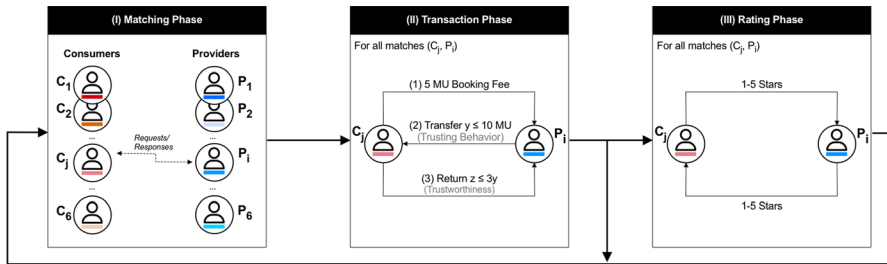 (I) Matching Phase
Consumers
Providers
C1
P1
C2
P2
...
...
Requests/
Responses
Cj
Pi
...
...
C6
P6
(II) Transaction Phase
For all matches (Cj, Pi)
(1) 5 MU Booking Fee
(2) Transfer y ≤ 10 MU
(Trusting Behavior)
Cj
Pi
(3) Return z ≤ 3y
(Trustworthiness)
(III) Rating Phase
For all matches (Cj, Pi)
1-5 Stars
Cj
Pi
1-5 Stars